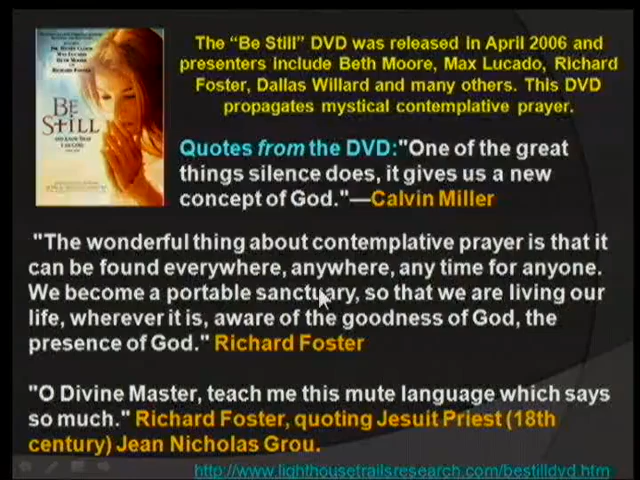 The "Be Still" DVD was released in April 2006 and
presenters include Beth Moore, Max Lucado, Richard
Foster, Dallas Willard and many others. This DVD
propagates mystical contemplative prayer.
BE
STILL
Quotes from the DVD:"One of the great
things silence does, it gives us a new
concept of God."—Calvin Miller
"The wonderful thing about contemplative prayer is that it
can be found everywhere, anywhere, any time for anyone.
We become a portable sanctuary, so that we are living our
life, wherever it is, aware of the goodness of God, the
presence of God." Richard Foster
"O Divine Master, teach me this mute language which says
so much." Richard Foster, quoting Jesuit Priest (18th
century) Jean Nicholas Grou.
http://www.lighthousetrailsresearch.com/bestilldvd.htm